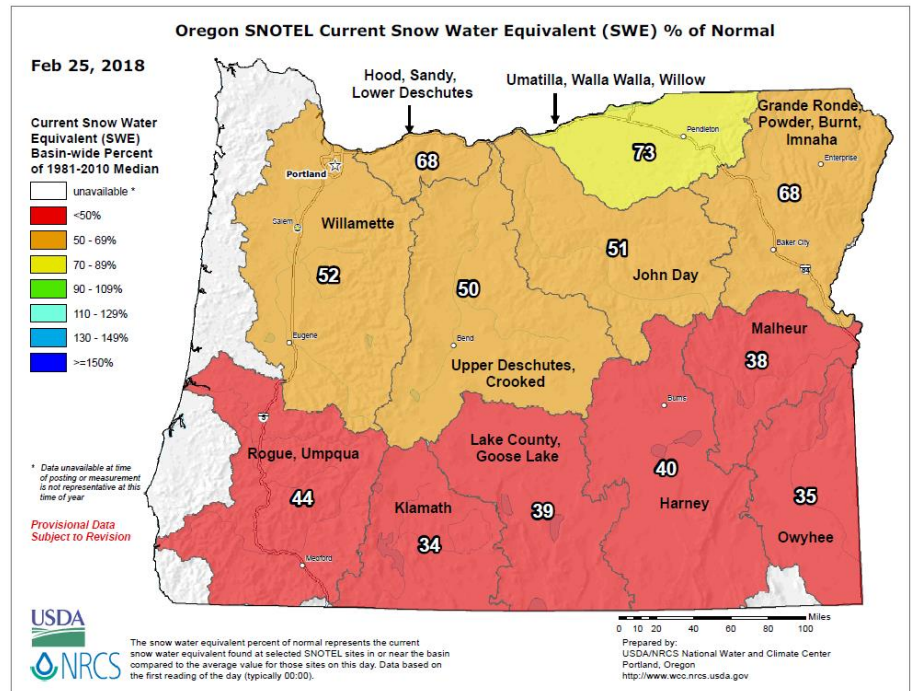 Oregon SNOTEL Current Snow Water Equivalent (SWE) % of Normal
Feb 25, 2018
Current Snow Water
Equivalent (SWE)
Basin-wide Percent
of 1981-2010 Median
unavailable *
<50%
50 - 69%
70 - 89%
90 - 109%
110 - 129%
130 - 149%
>=150%
* Data unavailable at time
of posting or measurement
is not representative at this
time of year
Provisional Data
Subject to Revision
Hood, Sandy,
Lower Deschutes
68
Umatilla, Walla Walla, Willow
Pendleton
73
Grande Ronde,
Powder, Burnt,
Imnaha
Enterprise
68
Baker City
84
Portland
Salem
Willamette
52
Eugene
50
Bend
Upper Deschutes,
Crooked
51
John Day
Malheur
38
5
Rogue, Umpqua
44
Medford
Klamath
34
Lake County,
Goose Lake
39
Burns
40
Harney
35
Owyhee
USDA
NRCS
The snow water equivalent percent of normal represents the current
snow water equivalent found at selected SNOTEL sites in or near the basin
compared to the average value for those sites on this day. Data based on
the first reading of the day (typically 00:00).
Miles
0 10 20 40 60 80 100
Prepared by:
USDA/NRCS National Water and Climate Center
Portland, Oregon
http://www.wcc.nrcs.usda.gov